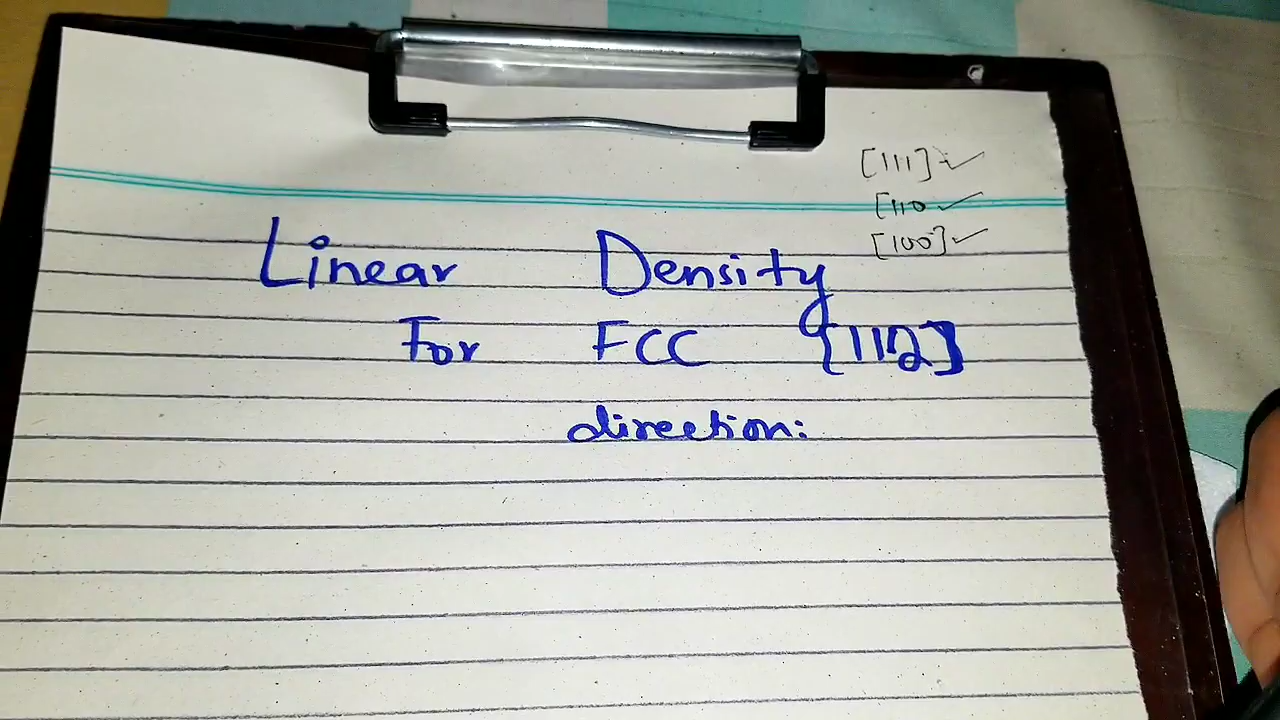 [111] ✓
[110 ✓
[100] ✓
Linear Density
For FCC [112]
direction: